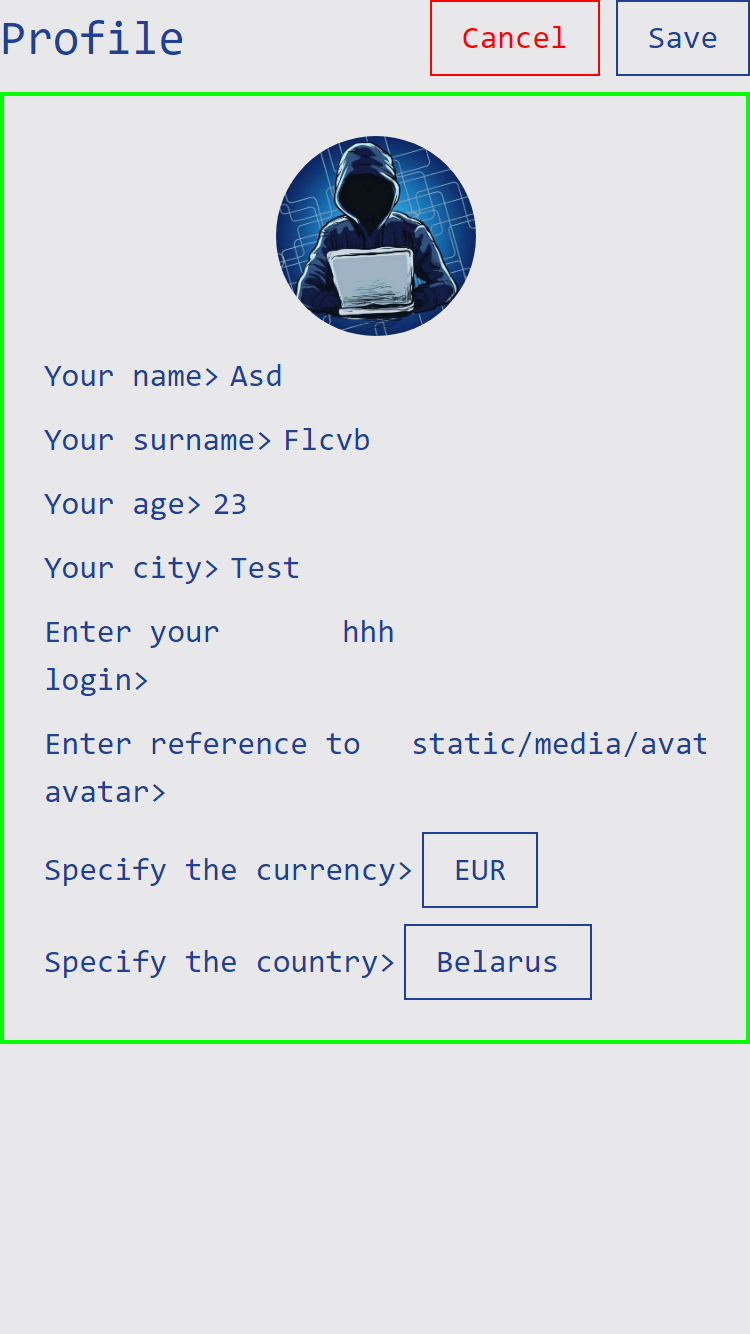 Profile
Cancel
Save
Your name> Asd
Your surname> Flcvb
Your age> 23
Your city> Test
Enter your login> hhh
Enter reference to avatar> static/media/avat
Specify the currency> EUR
Specify the country> Belarus